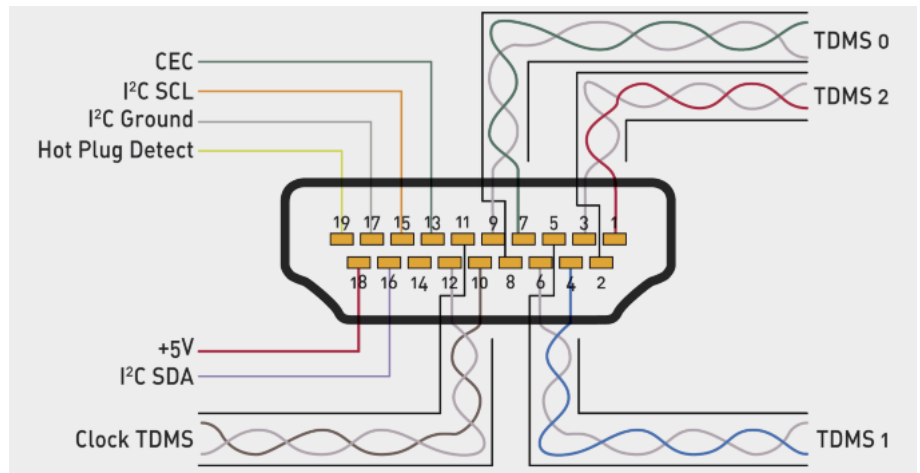 TDMS 0
CEC
I²C SCL
TDMS 2
I²C Ground
Hot Plug Detect
19 17 15 13 11 9 7 5 3 1
18 16 14 12 10 8 6 4 2
+5V
I²C SDA
Clock TDMS
TDMS 1